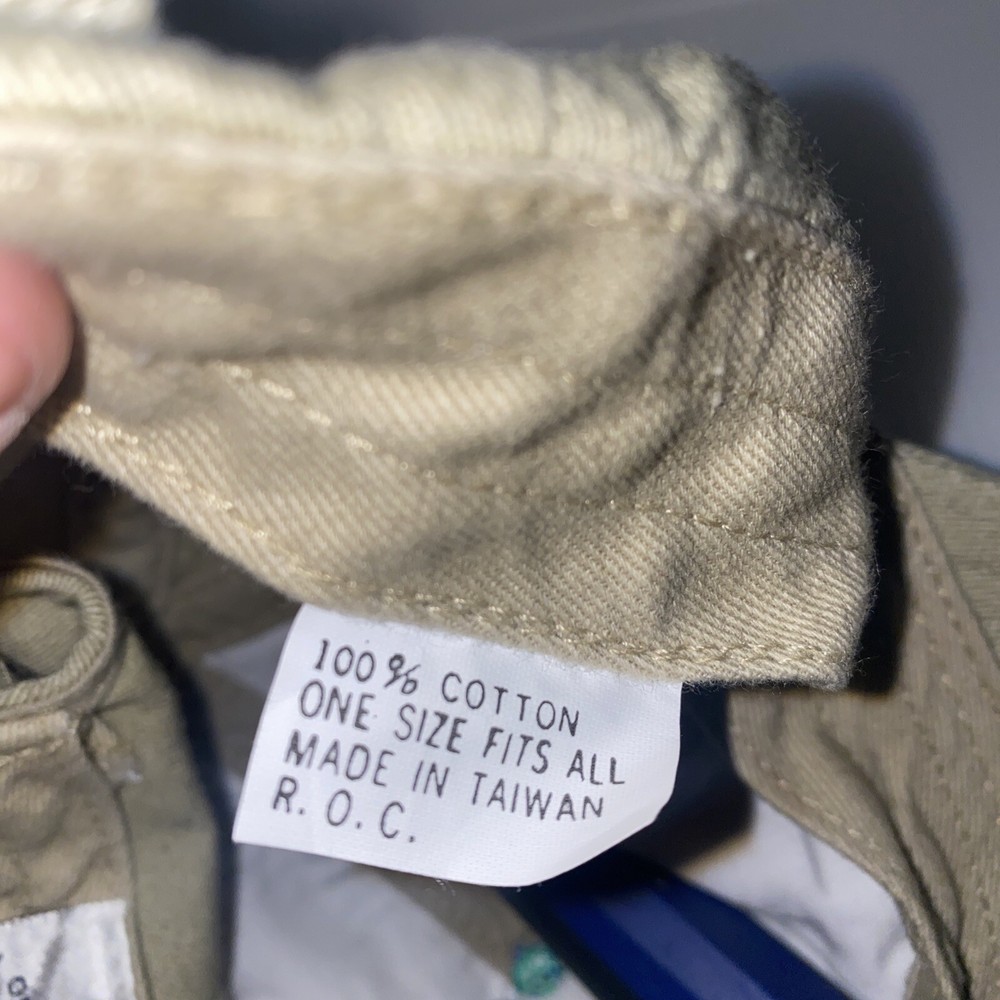 100% COTTON
ONE SIZE FITS ALL
MADE IN TAIWAN
R. O. C.